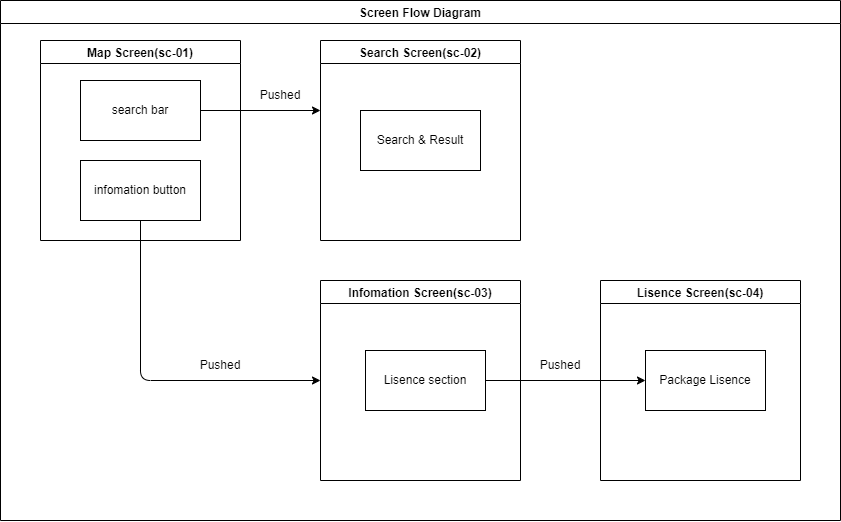 Screen Flow Diagram
Map Screen(sc-01)
search bar
infomation button
Pushed
Search Screen(sc-02)
Search & Result
Pushed
Infomation Screen(sc-03)
Lisence section
Pushed
Lisence Screen(sc-04)
Package Lisence